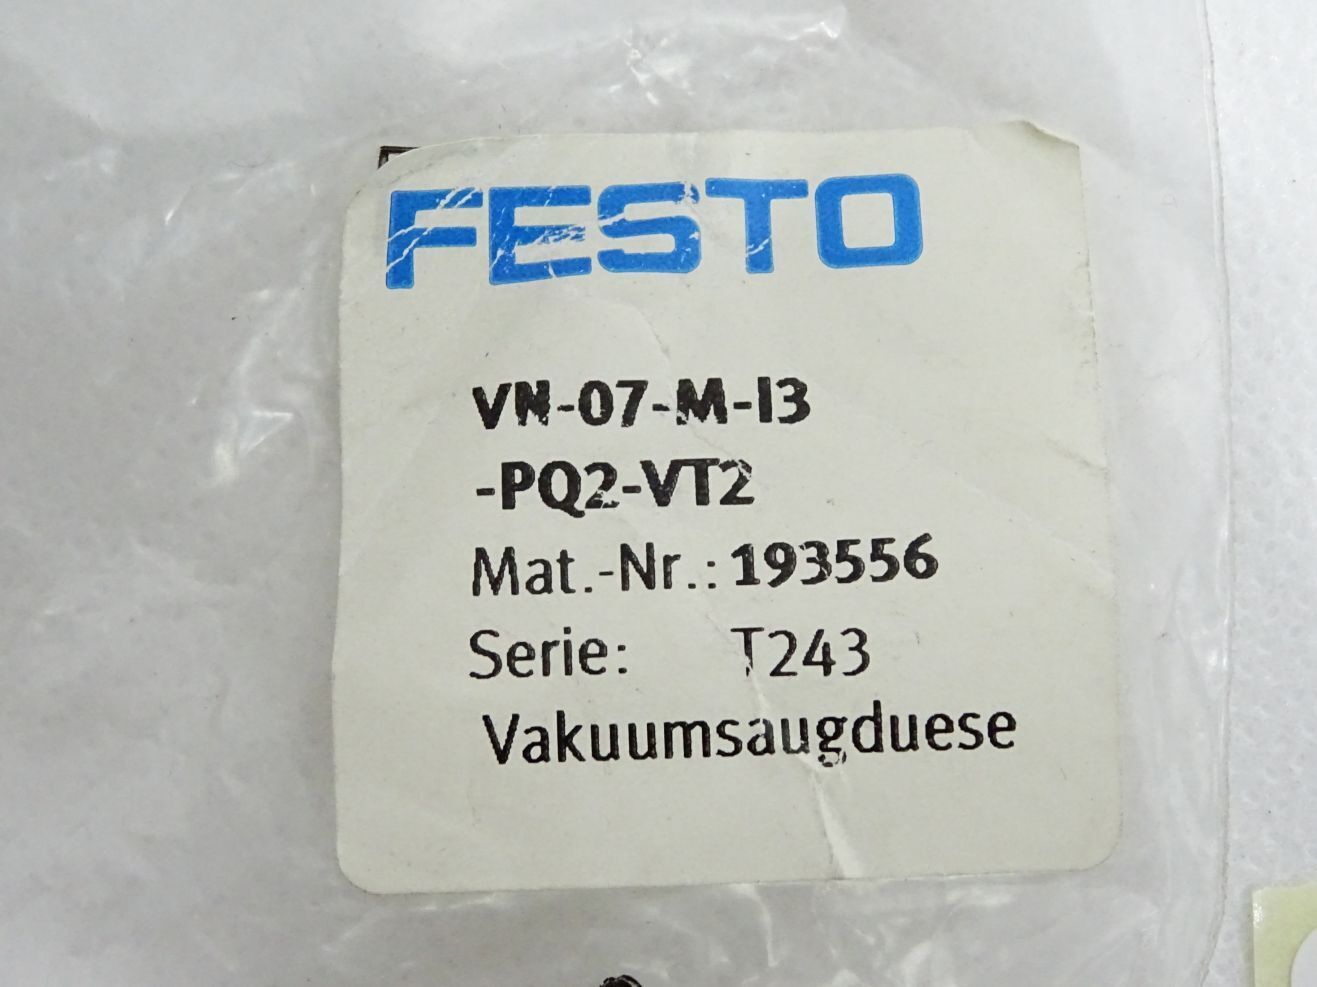 FESTO
VN-07-M-I3
-PQ2-VT2
Mat.-Nr.: 193556
Serie: T243
Vakuumsaugduese